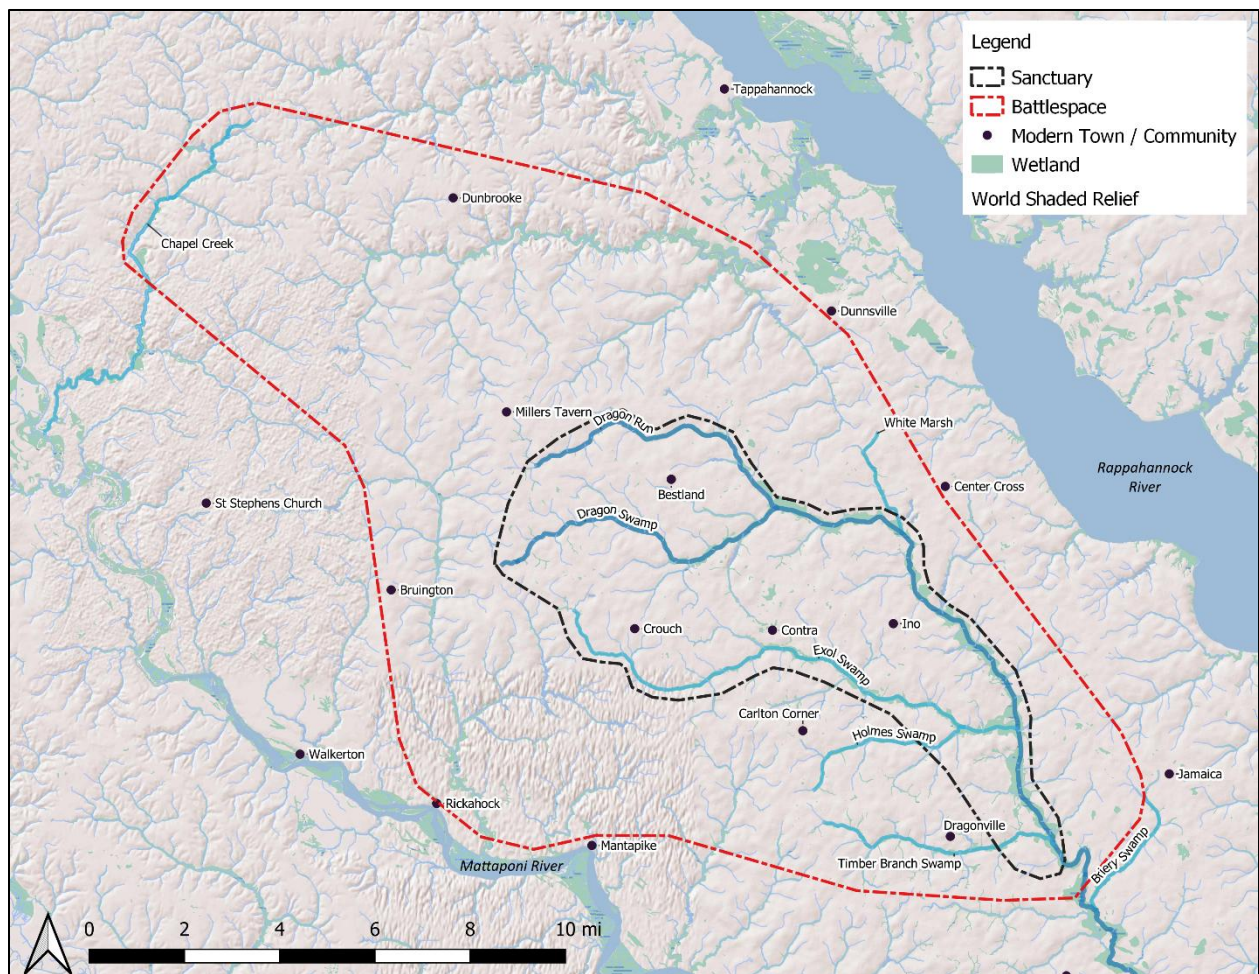 Legend
Sanctuary
Battlespace
Modern Town / Community
Wetland
World Shaded Relief
Tappahannock
Dunbrooke
Chapel Creek
Dunnsville
Millers Tavern
Dragon Run
White Marsh
Rappahannock
River
Bestland
Center Cross
St Stephens Church
Dragon Swamp
Bruington
Crouch
Contra
Ino
Exol Swamp
Carlton Corner
Holmes Swamp
Walkerton
Jamaica
Rickahock
Dragonville
Mantapike
Mattaponi River
Timber Branch Swamp
Briery Swamp
0 2 4 6 8 10 mi